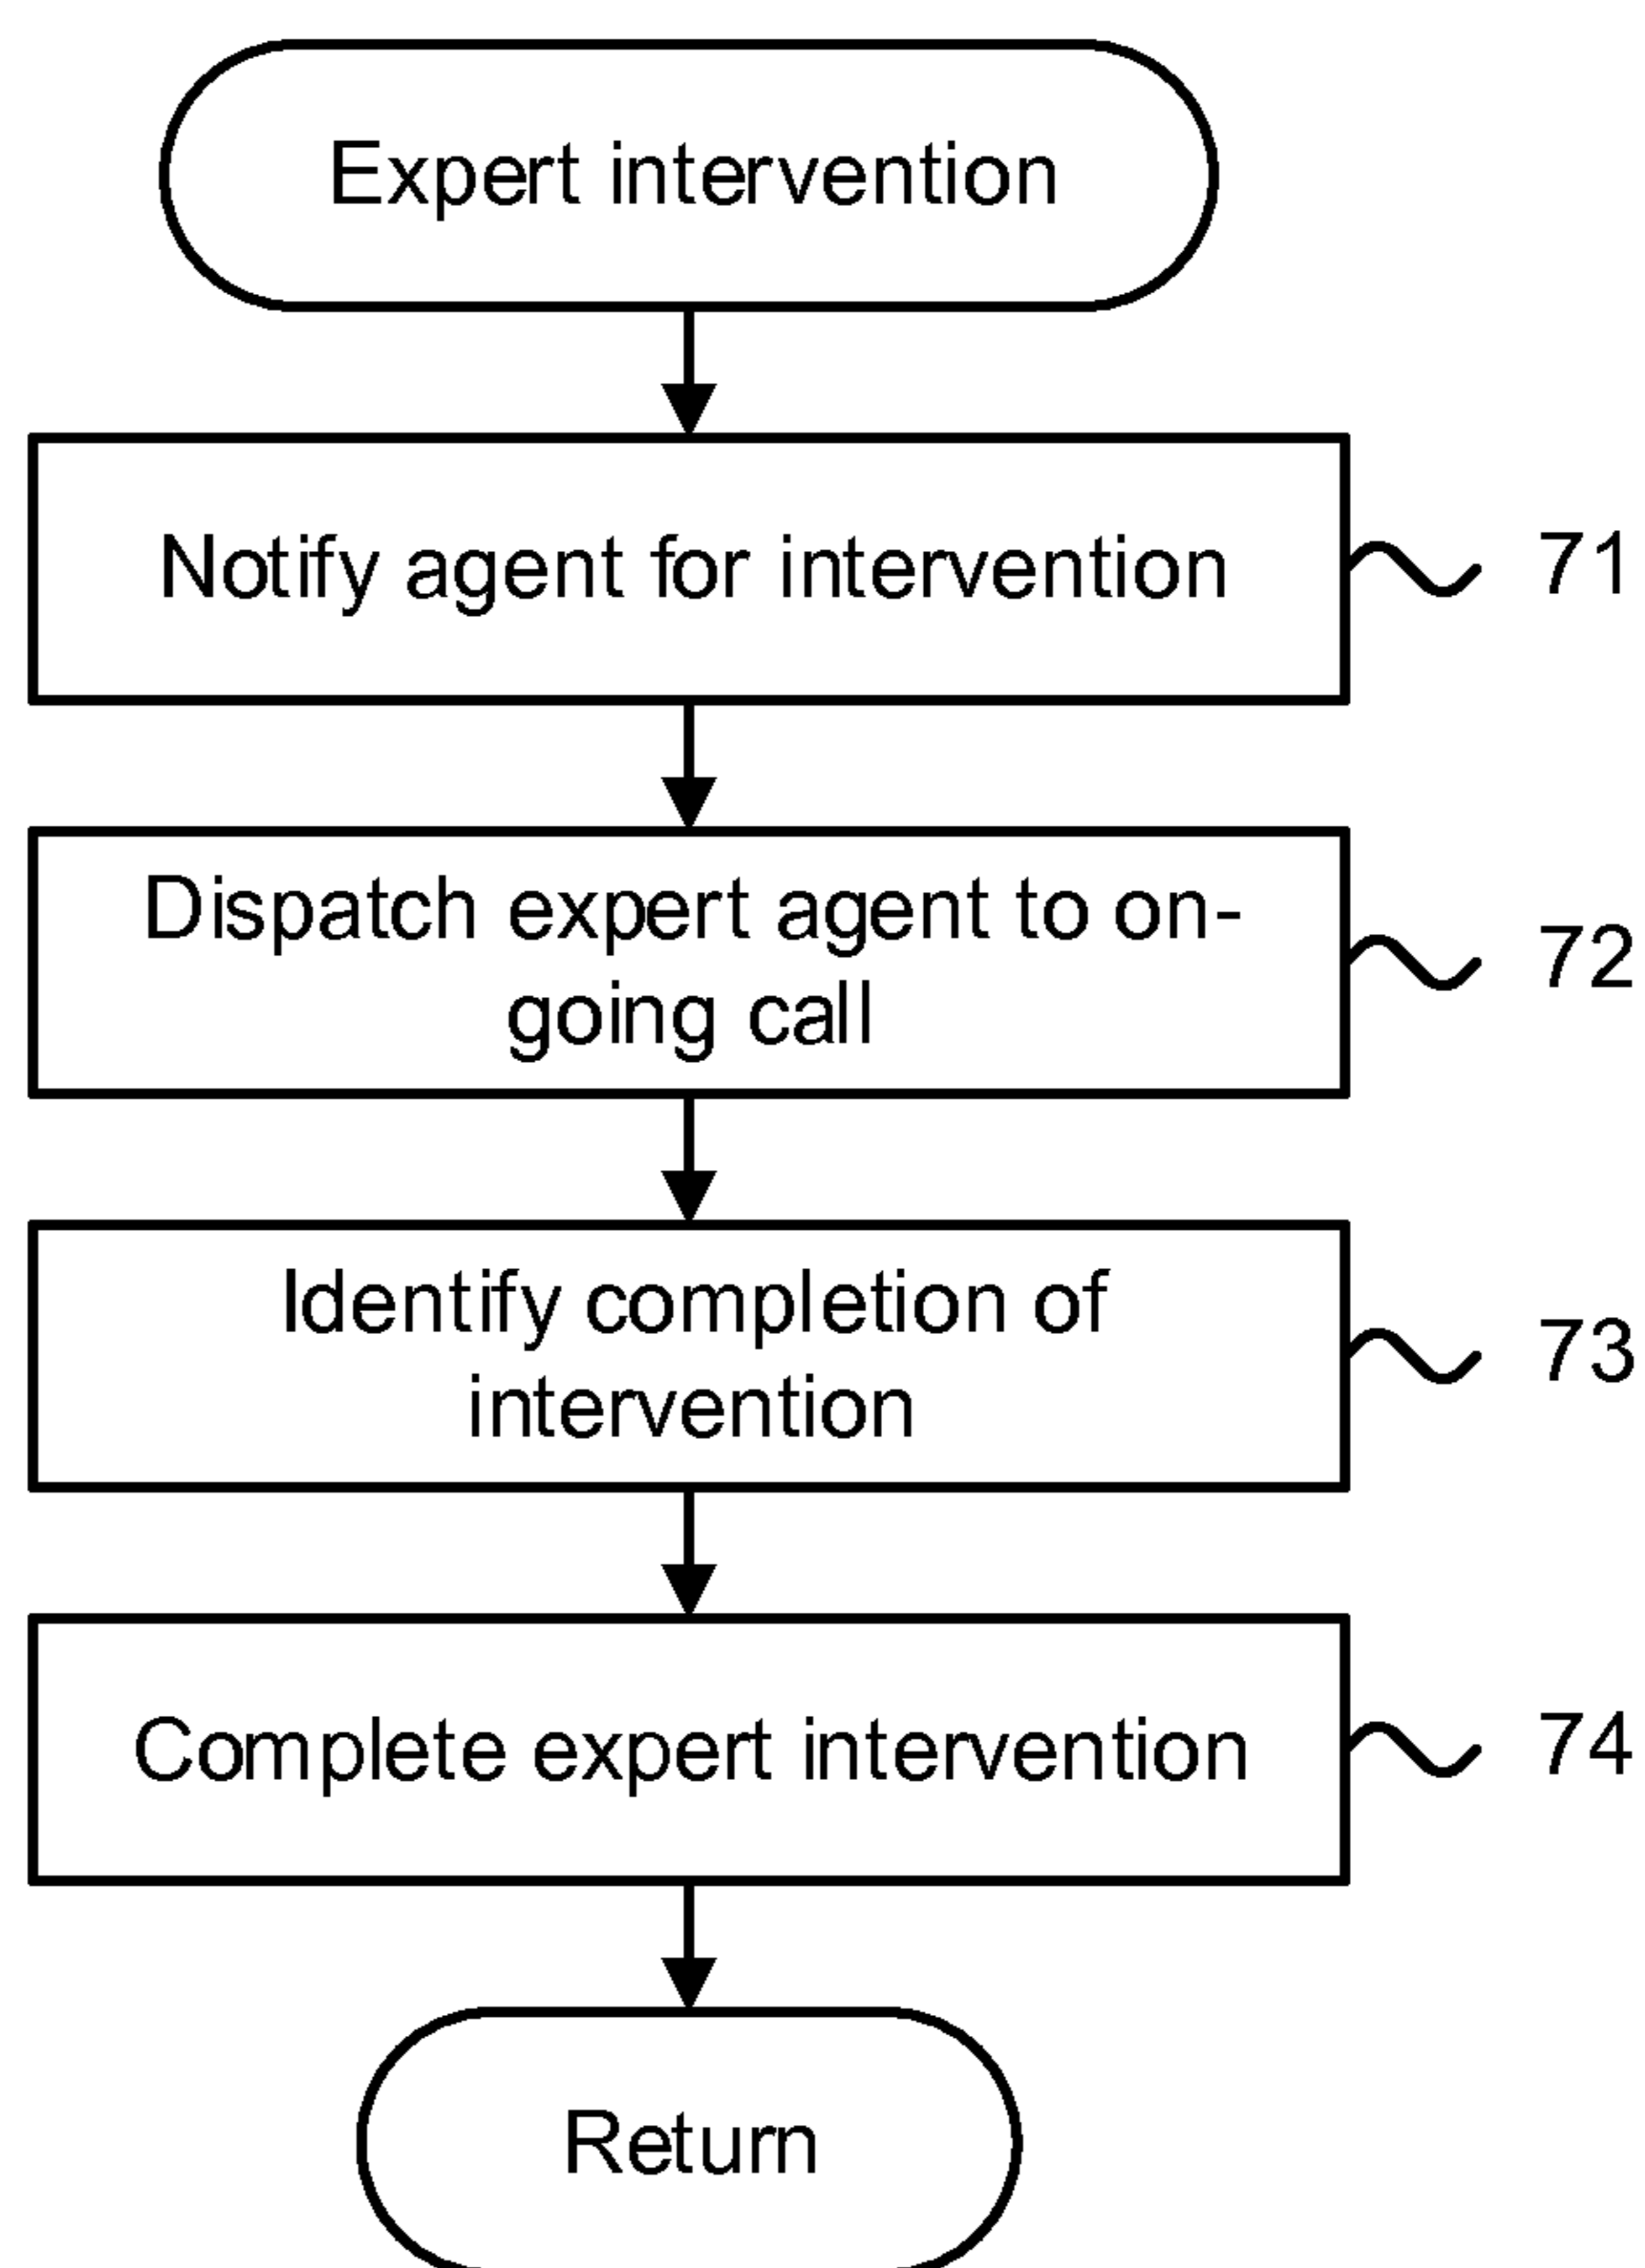 Expert intervention
Notify agent for intervention
71
Dispatch expert agent to on-
going call
72
Identify completion of
intervention
73
Complete expert intervention
74
Return